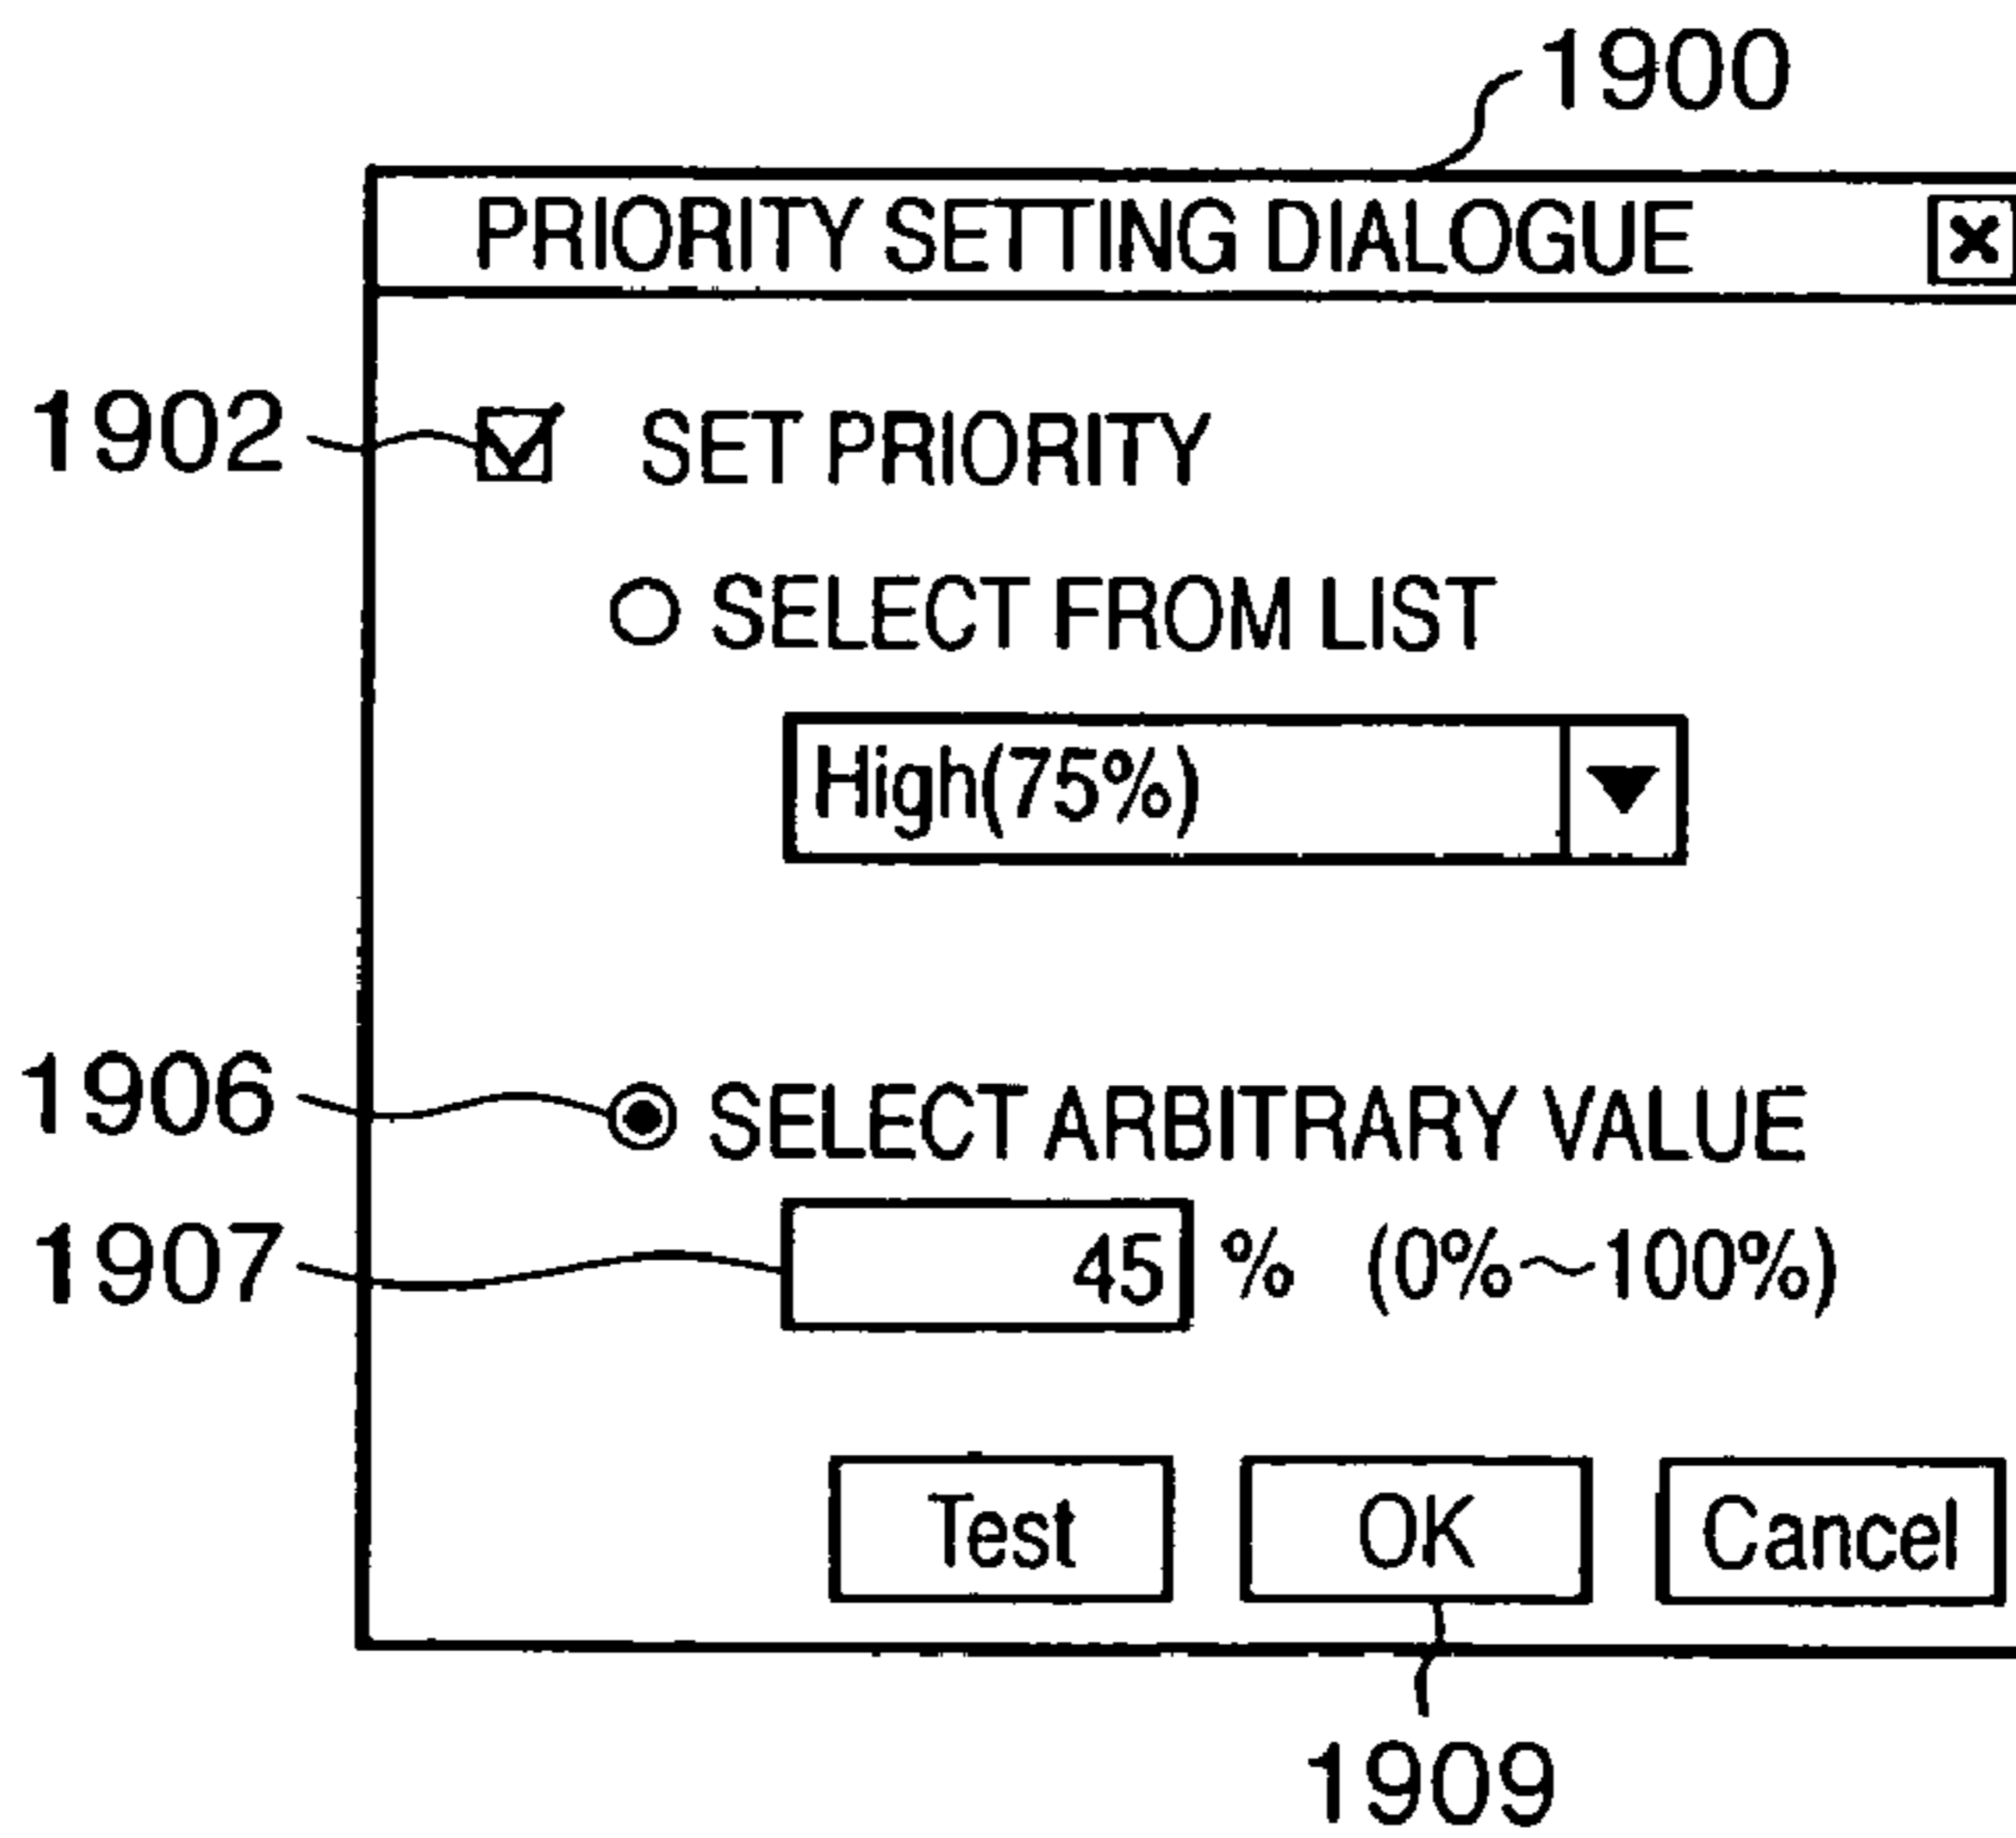 1900
PRIORITY SETTING DIALOGUE
1902
SET PRIORITY
SELECT FROM LIST
High(75%)
1906
SELECT ARBITRARY VALUE
1907
45 % (0%~100%)
Test
OK
Cancel
1909